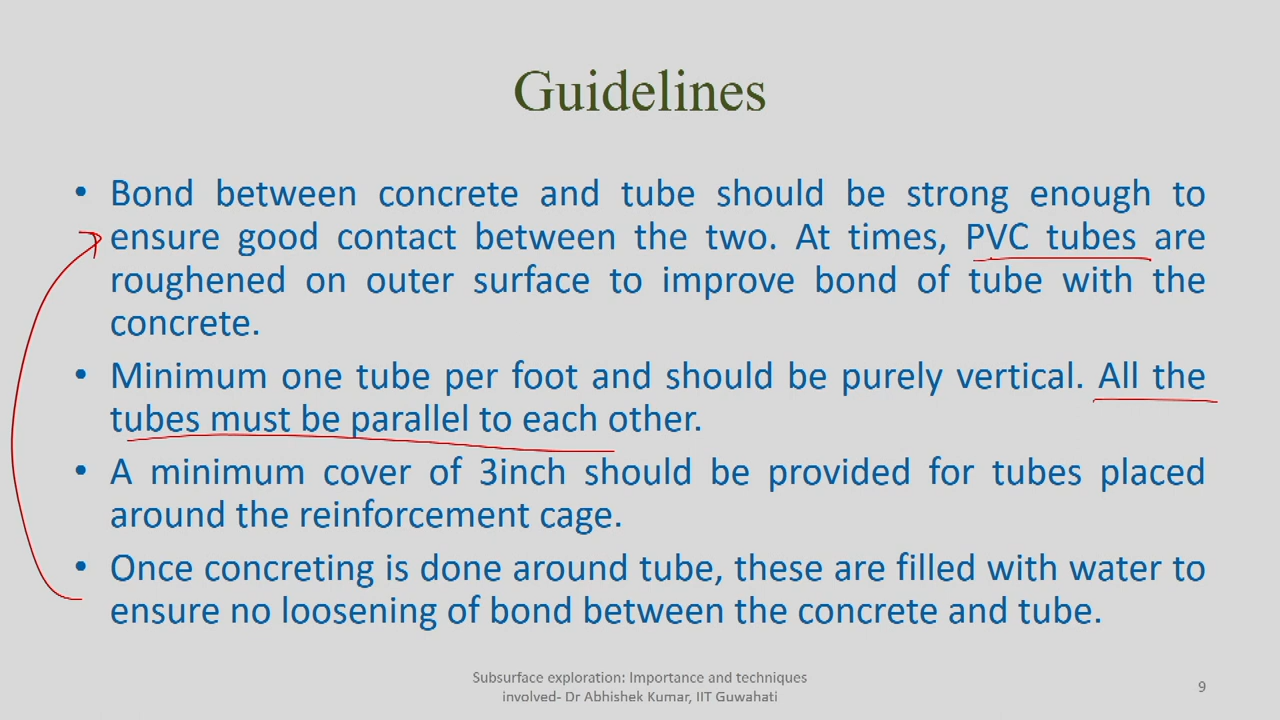 Guidelines
• Bond between concrete and tube should be strong enough to
ensure good contact between the two. At times, PVC tubes are
roughened on outer surface to improve bond of tube with the
concrete.
• Minimum one tube per foot and should be purely vertical. All the
tubes must be parallel to each other.
• A minimum cover of 3inch should be provided for tubes placed
around the reinforcement cage.
• Once concreting is done around tube, these are filled with water to
ensure no loosening of bond between the concrete and tube.
Subsurface exploration: Importance and techniques
involved- Dr Abhishek Kumar, IIT Guwahati
9